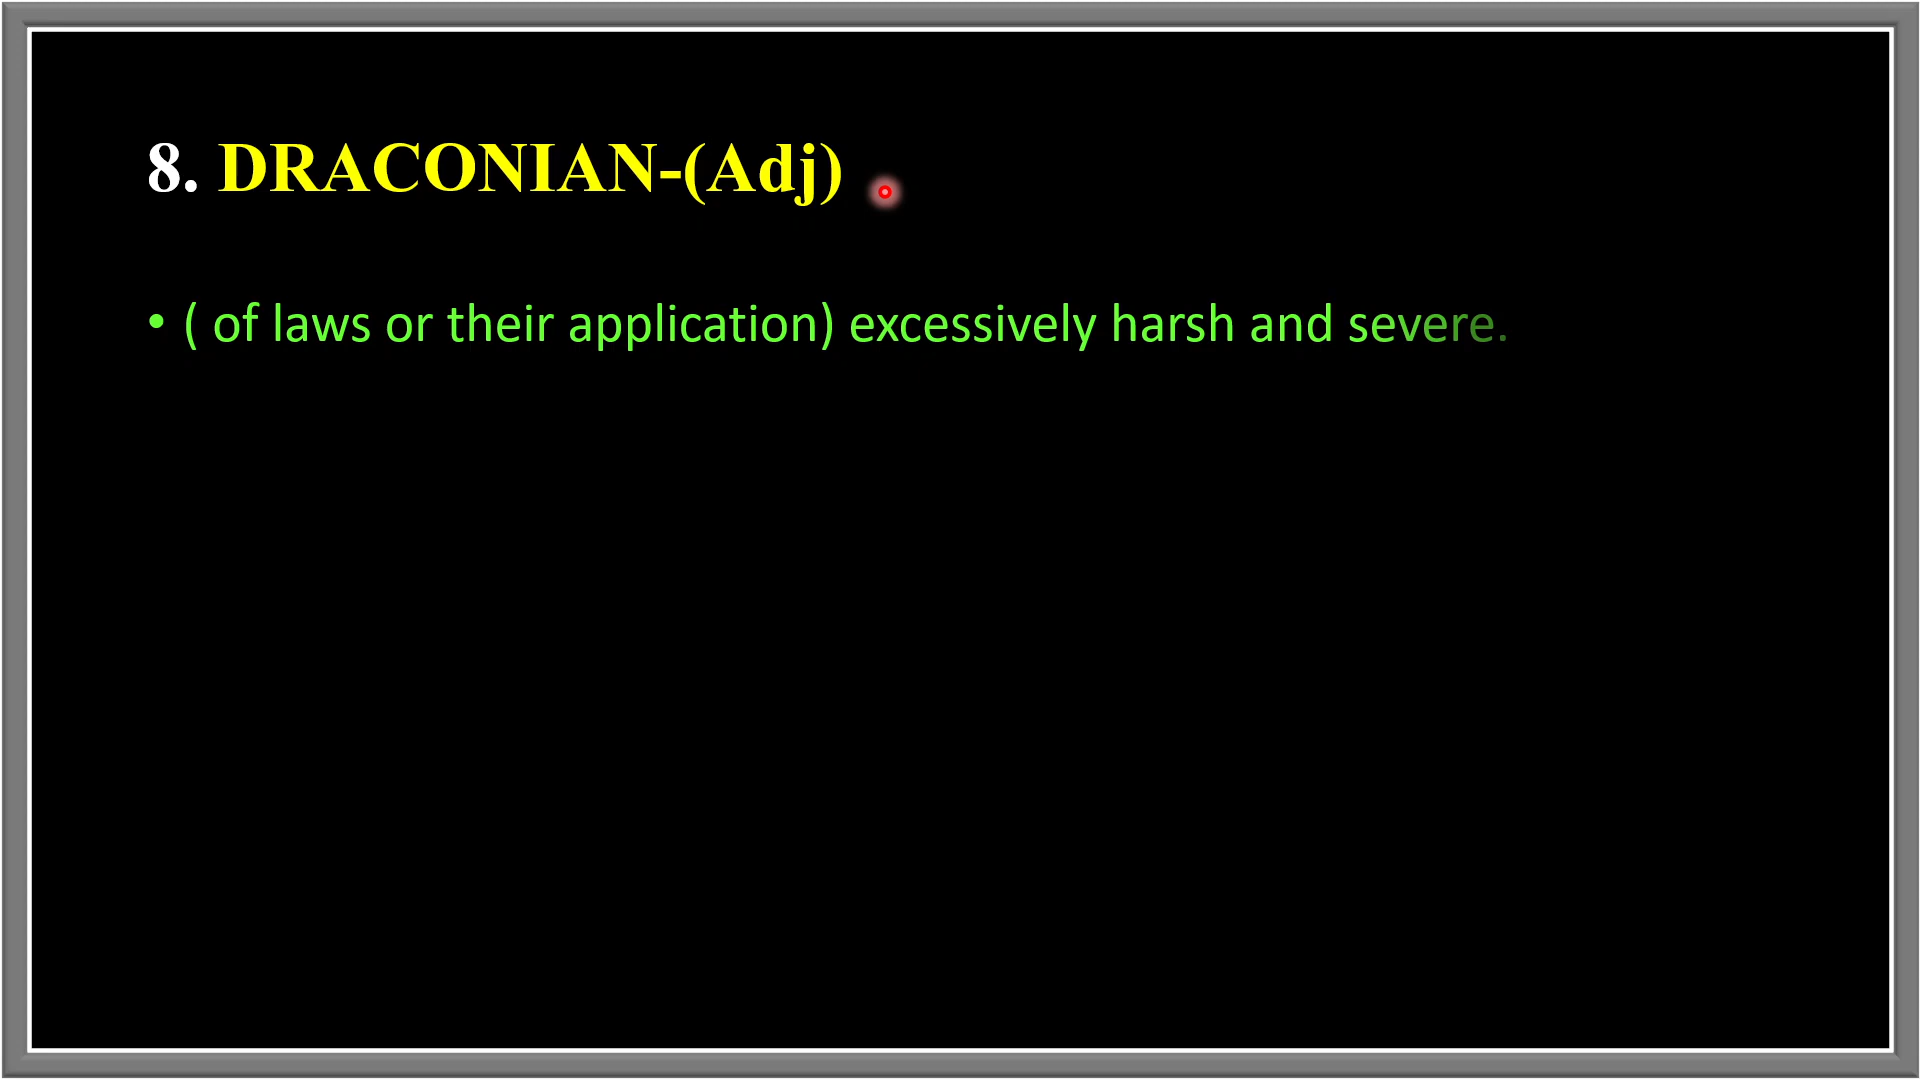 8. DRACONIAN-(Adj)
• ( of laws or their application) excessively harsh and severe.